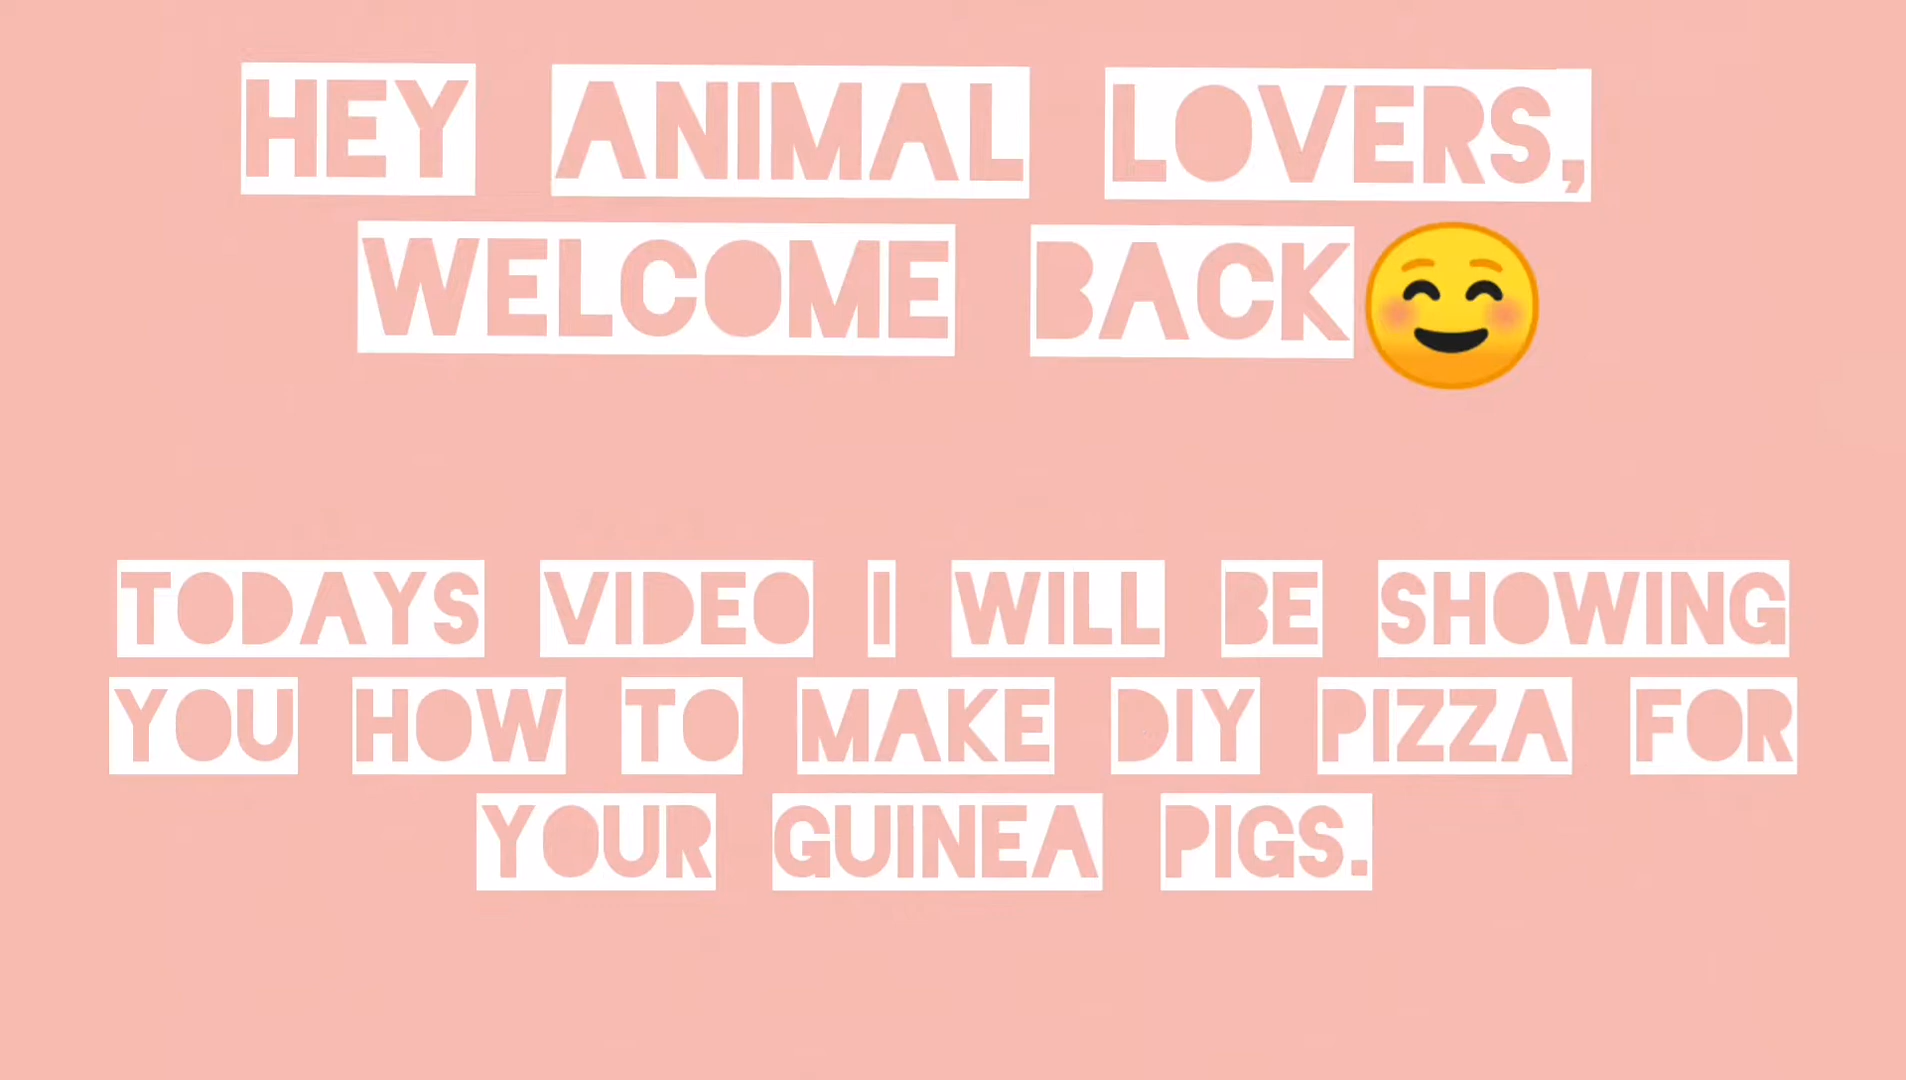 HEY ANIMAL LOVERS,
WELCOME BACK☺️
TODAYS VIDEO I WILL BE SHOWING
YOU HOW TO MAKE DIY PIZZA FOR
YOUR GUINEA PIGS.